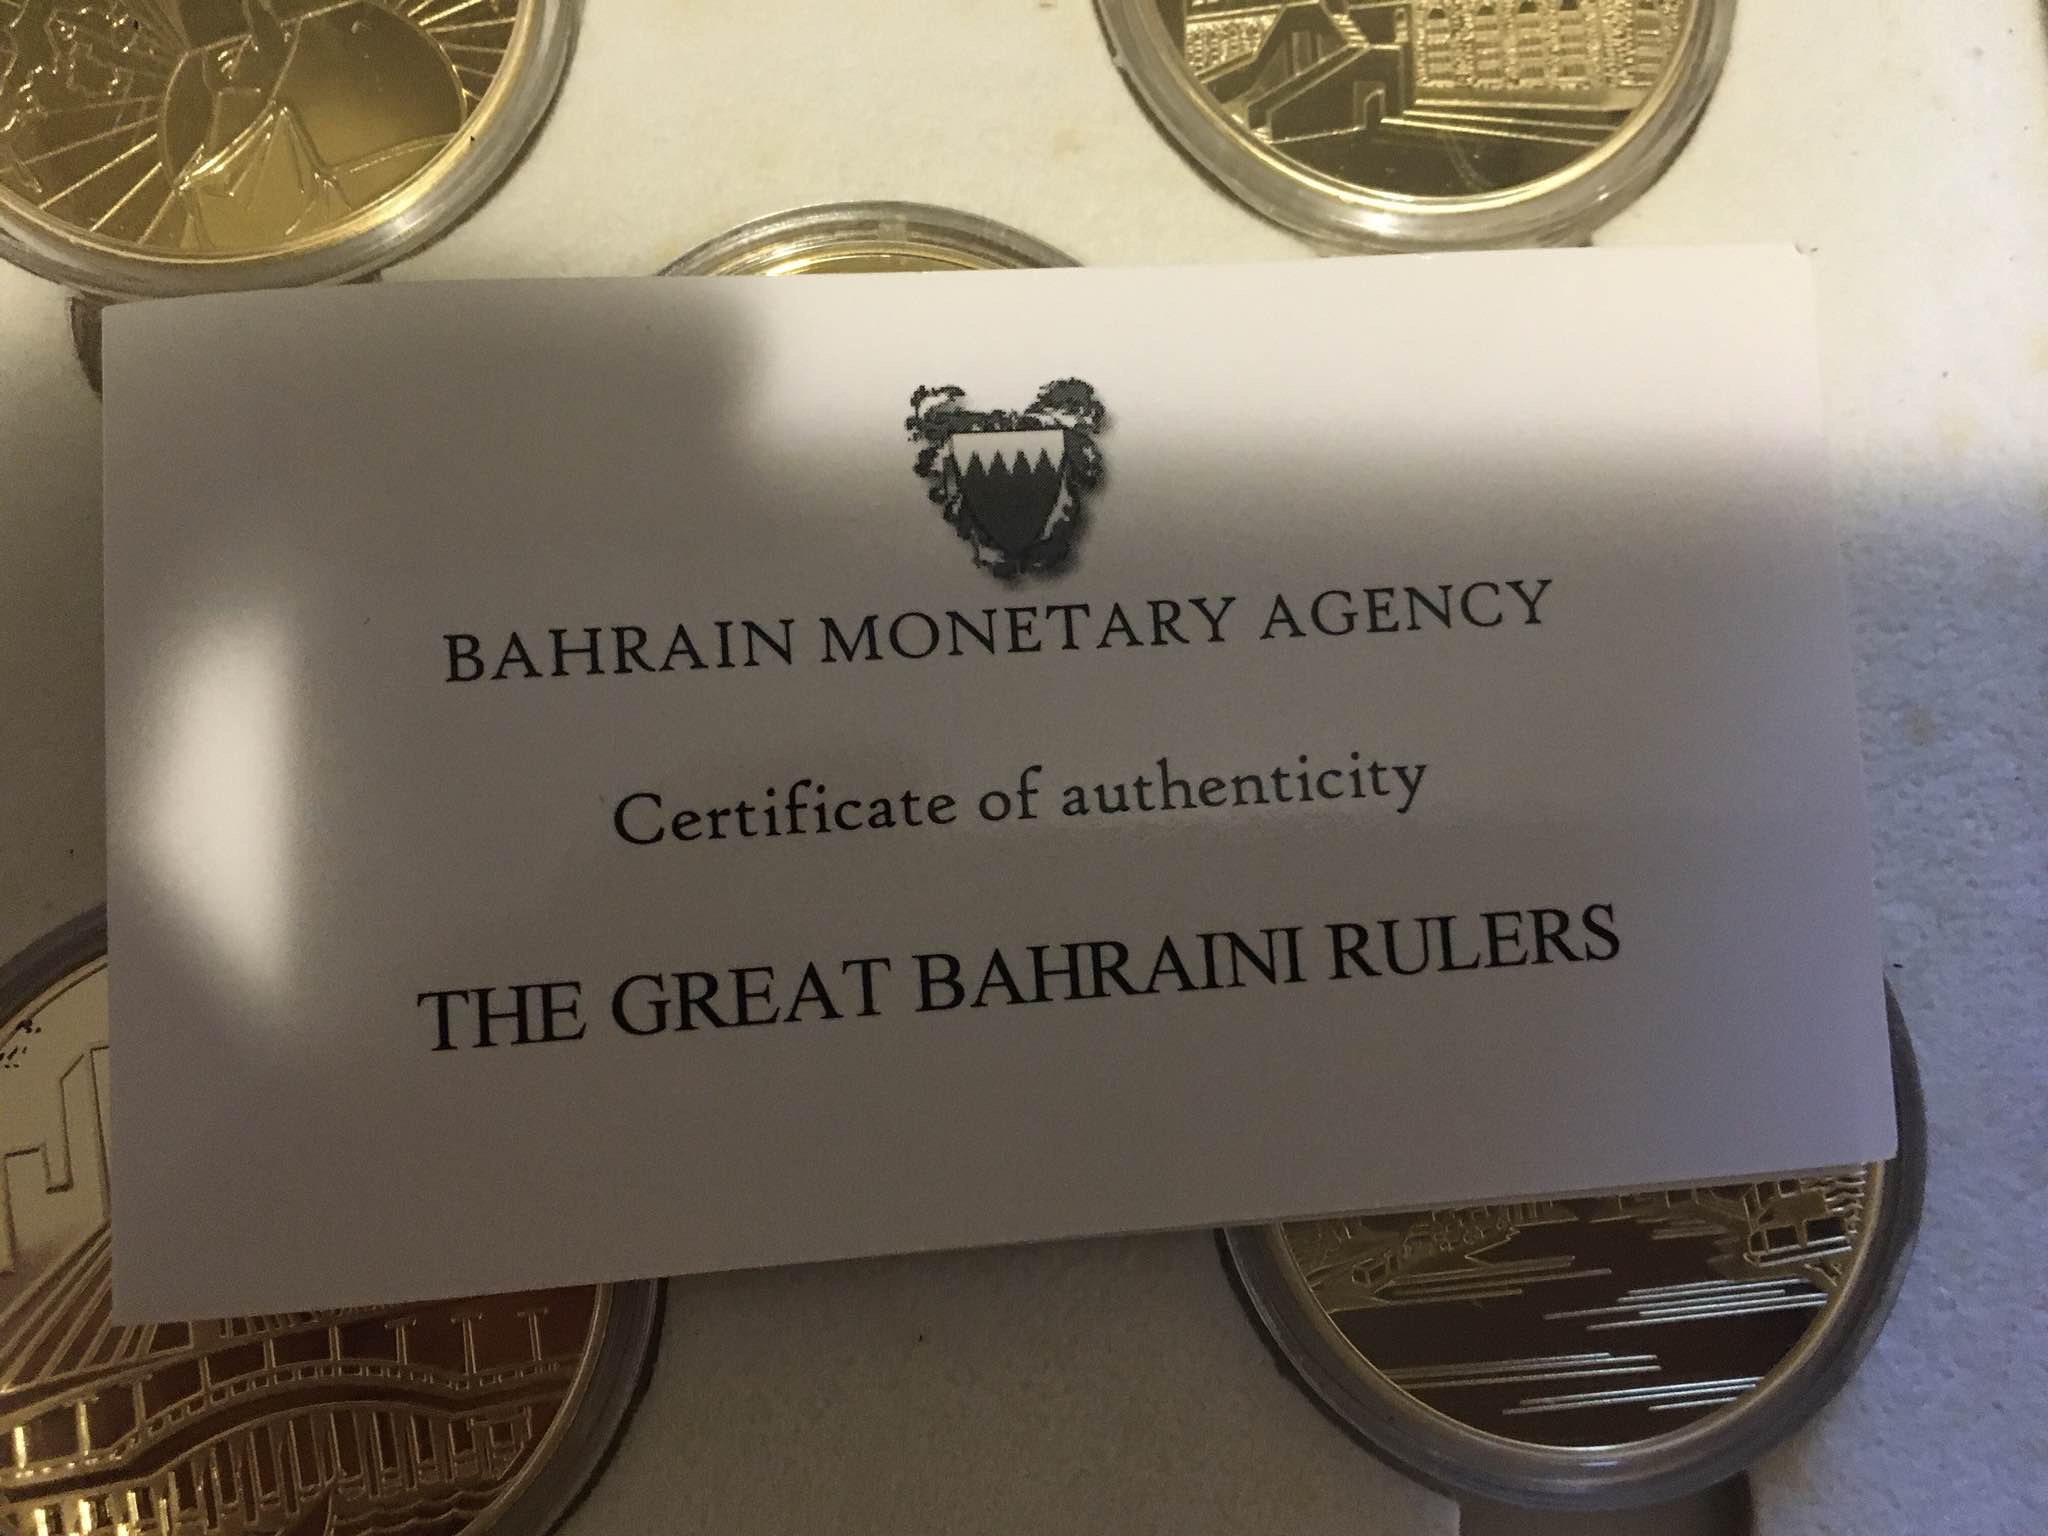 BAHRAIN MONETARY AGENCY
Certificate of authenticity
THE GREAT BAHRAINI RULERS